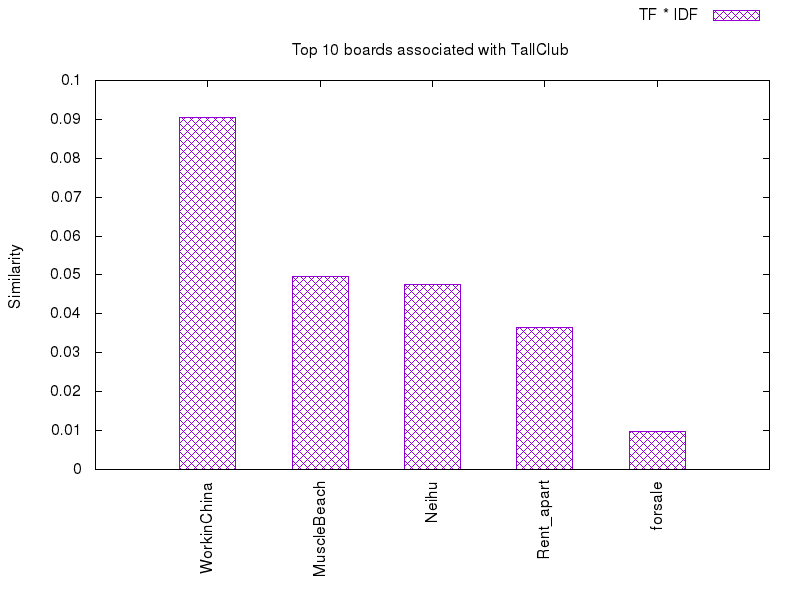 TF * IDF
Top 10 boards associated with TallClub
0.1
0.09
0.08
0.07
0.06
0.05
0.04
0.03
0.02
0.01
0
Similarity
WorkinChina
MuscleBeach
Neihu
Rent_apart
forsale